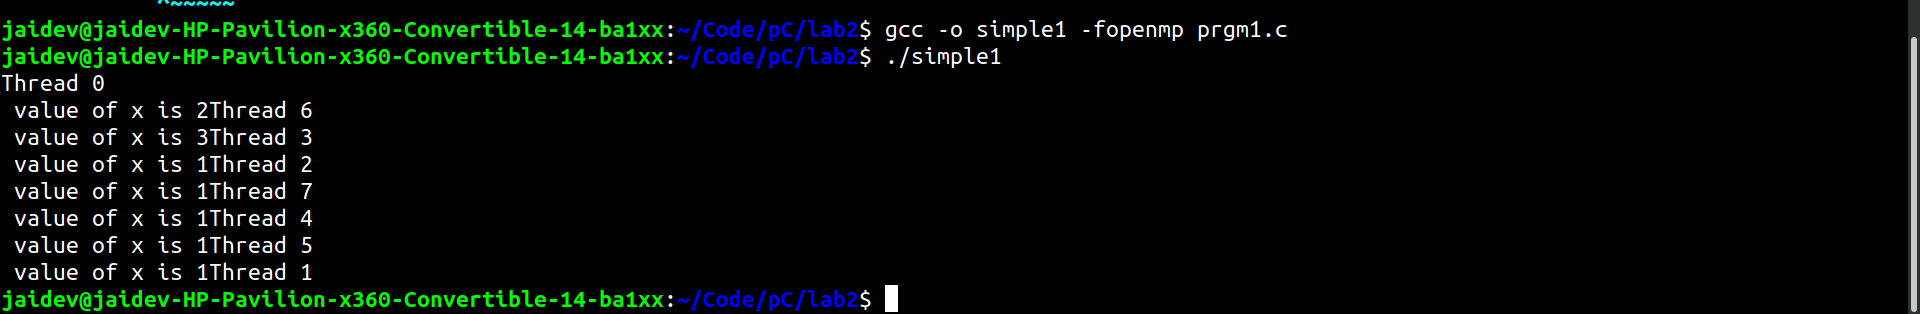 jaidev@jaidev-HP-Pavilion-x360-Convertible-14-ba1xx:~/Code/pC/lab2$ gcc -o simple1 -fopenmp prgm1.c
jaidev@jaidev-HP-Pavilion-x360-Convertible-14-ba1xx:~/Code/pC/lab2$ ./simple1
Thread 0
 value of x is 2Thread 6
 value of x is 3Thread 3
 value of x is 1Thread 2
 value of x is 1Thread 7
 value of x is 1Thread 4
 value of x is 1Thread 5
 value of x is 1Thread 1
jaidev@jaidev-HP-Pavilion-x360-Convertible-14-ba1xx:~/Code/pC/lab2$